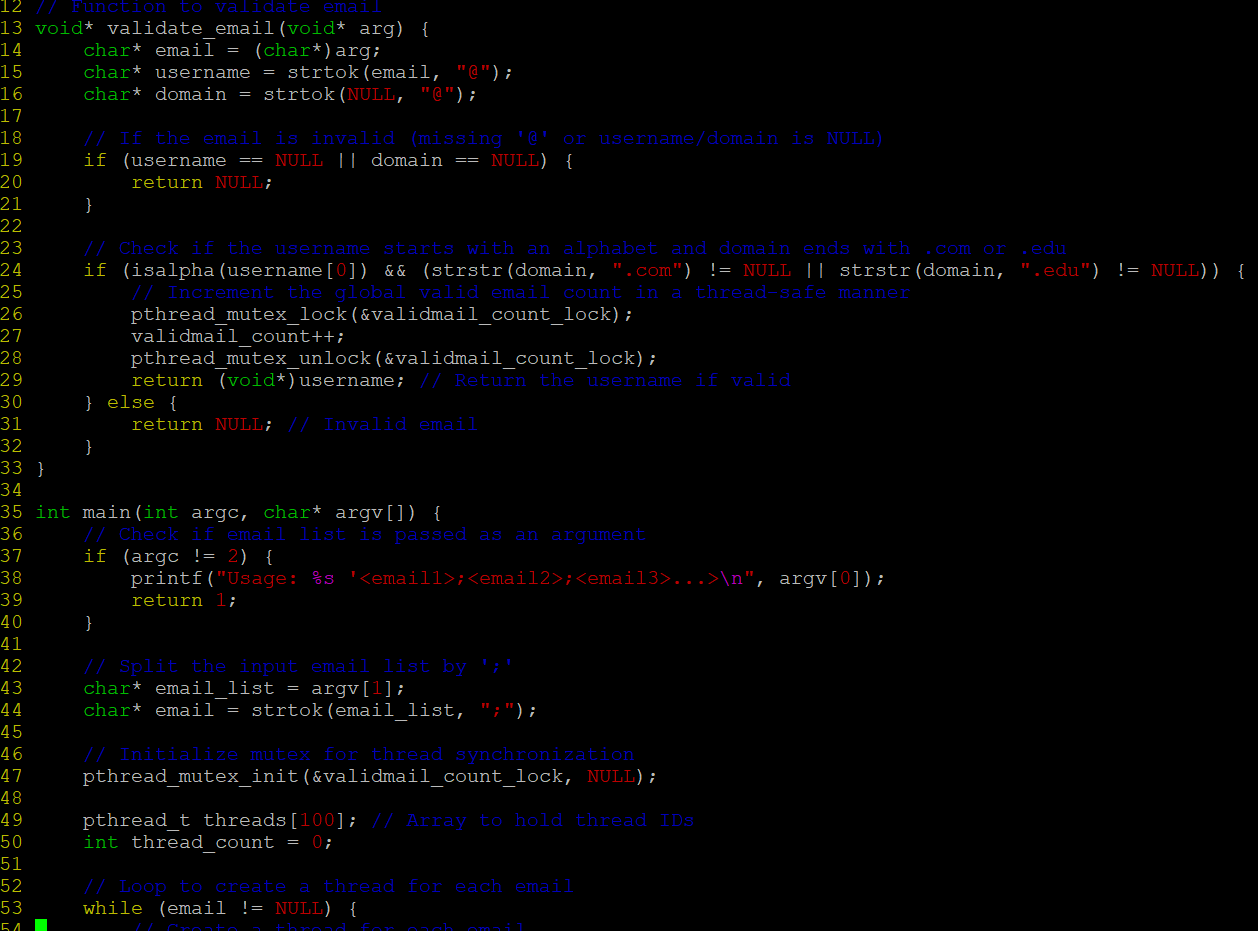 12 // Function to validate email
13 void* validate_email(void* arg) {
14     char* email = (char*)arg;
15     char* username = strtok(email, "@");
16     char* domain = strtok(NULL, "@");
17
18     // If the email is invalid (missing '@' or username/domain is NULL)
19     if (username == NULL || domain == NULL) {
20         return NULL;
21     }
22
23     // Check if the username starts with an alphabet and domain ends with .com or .edu
24     if (isalpha(username[0]) && (strstr(domain, ".com") != NULL || strstr(domain, ".edu") != NULL)) {
25         // Increment the global valid email count in a thread-safe manner
26         pthread_mutex_lock(&validmail_count_lock);
27         validmail_count++;
28         pthread_mutex_unlock(&validmail_count_lock);
29         return (void*)username; // Return the username if valid
30     } else {
31         return NULL; // Invalid email
32     }
33 }
34
35 int main(int argc, char* argv[]) {
36     // Check if email list is passed as an argument
37     if (argc != 2) {
38         printf("Usage: %s '<email1>;<email2>;<email3>...>\n", argv[0]);
39         return 1;
40     }
41
42     // Split the input email list by ';'
43     char* email_list = argv[1];
44     char* email = strtok(email_list, ";");
45
46     // Initialize mutex for thread synchronization
47     pthread_mutex_init(&validmail_count_lock, NULL);
48
49     pthread_t threads[100]; // Array to hold thread IDs
50     int thread_count = 0;
51
52     // Loop to create a thread for each email
53     while (email != NULL) {
54         // Create a thread for each email